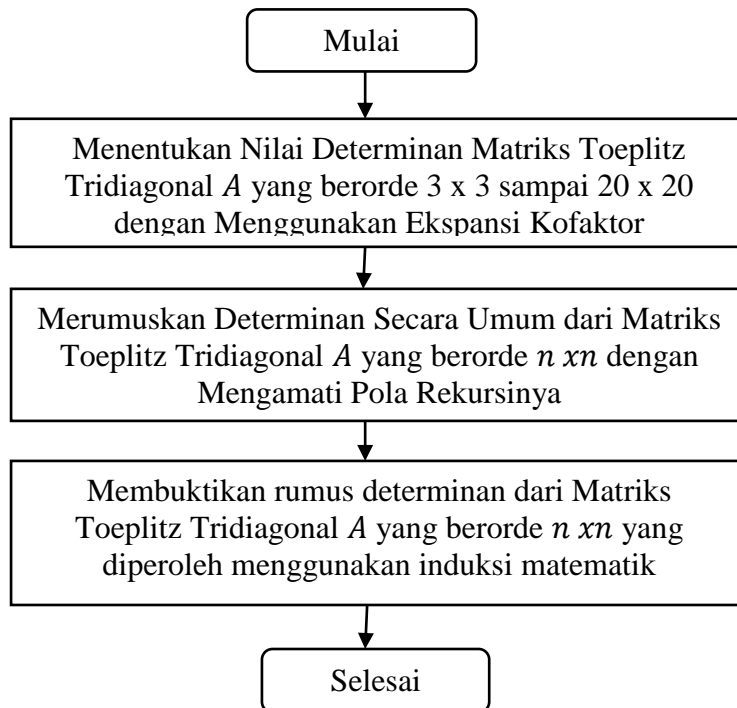 Mulai
Menentukan Nilai Determinan Matriks Toeplitz
Tridiagonal A yang berorde 3 x 3 sampai 20 x 20
dengan Menggunakan Ekspansi Kofaktor
Merumuskan Determinan Secara Umum dari Matriks
Toeplitz Tridiagonal A yang berorde n xn dengan
Mengamati Pola Rekursinya
Membuktikan rumus determinan dari Matriks
Toeplitz Tridiagonal A yang berorde n xn yang
diperoleh menggunakan induksi matematik
Selesai